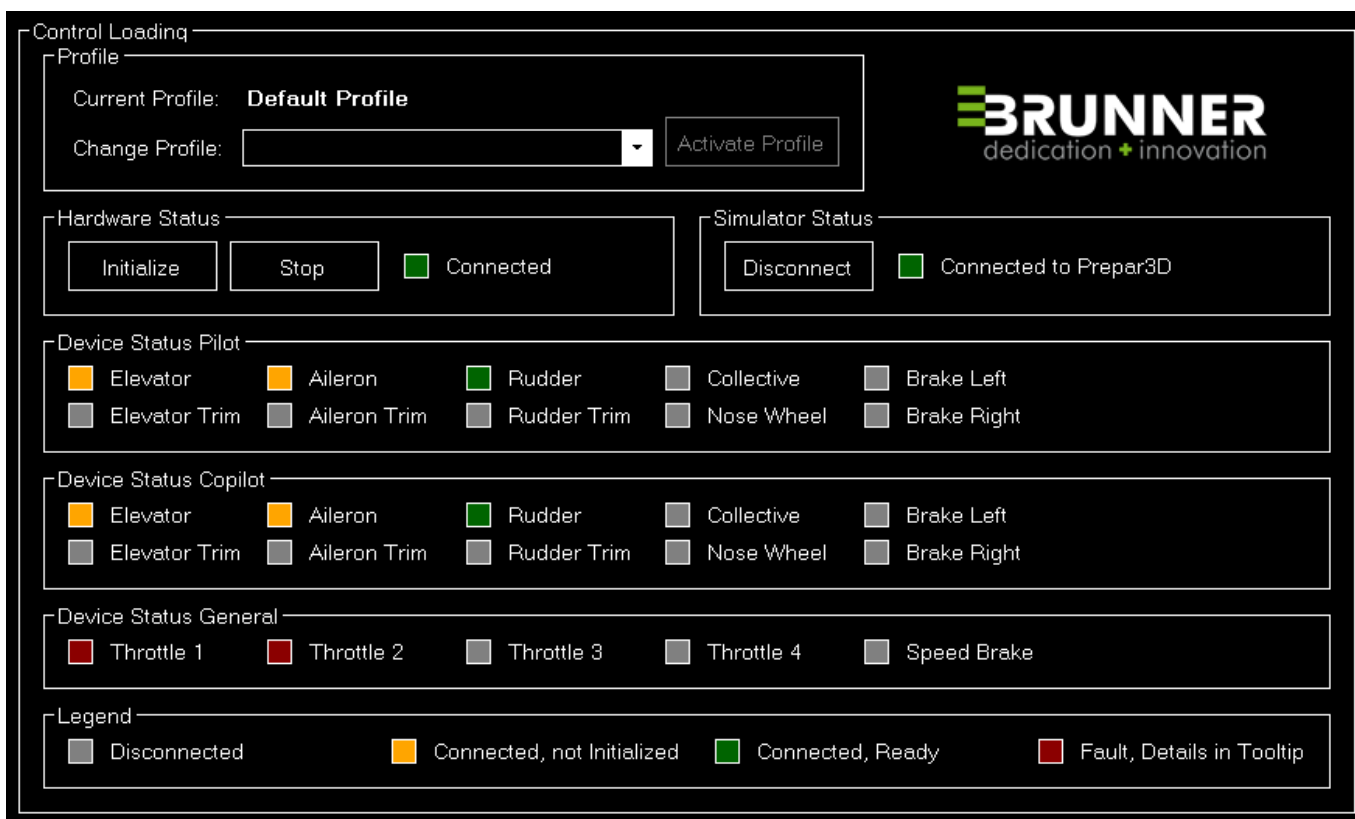 Control Loading
Profile
Current Profile: Default Profile
Change Profile: Activate Profile
BRUNNER
dedication + innovation
Hardware Status
Initialize Stop Connected
Simulator Status
Disconnect Connected to Prepar3D
Device Status Pilot
Elevator Aileron Rudder Collective Brake Left
Elevator Trim Aileron Trim Rudder Trim Nose Wheel Brake Right
Device Status Copilot
Elevator Aileron Rudder Collective Brake Left
Elevator Trim Aileron Trim Rudder Trim Nose Wheel Brake Right
Device Status General
Throttle 1 Throttle 2 Throttle 3 Throttle 4 Speed Brake
Legend
Disconnected Connected, not Initialized Connected, Ready Fault, Details in Tooltip